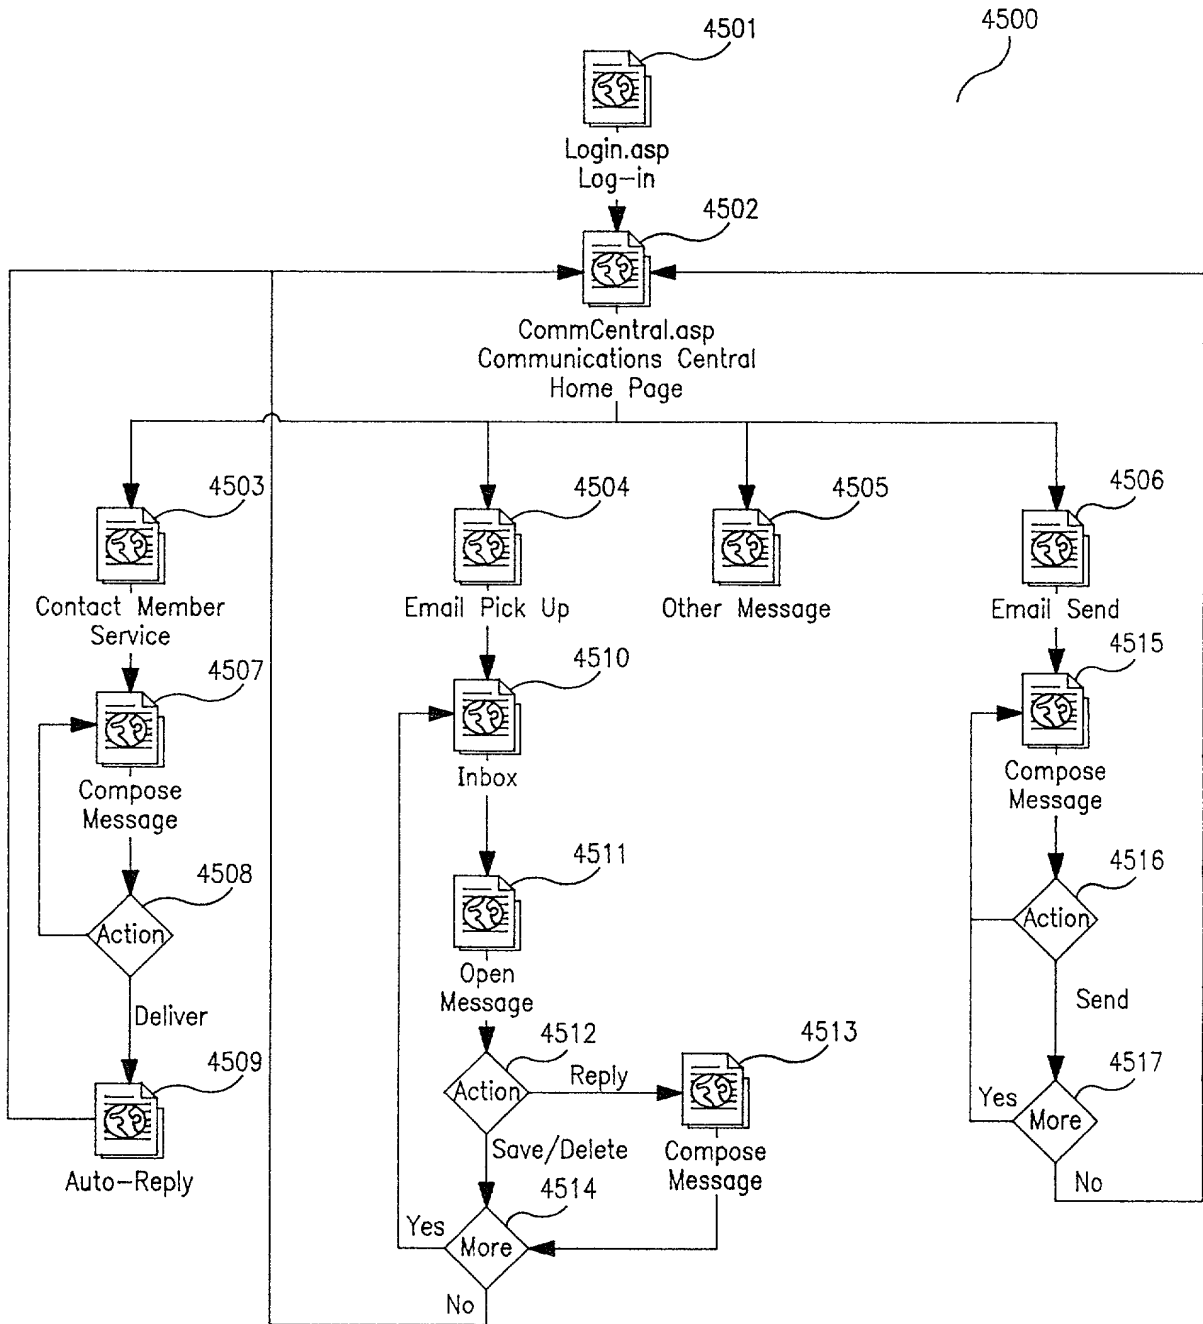 4500
4501
Login.asp
Log-in
4502
CommCentral.asp
Communications Central
Home Page
4503
4504
4505
4506
Contact Member
Service
Email Pick Up
Other Message
Email Send
4507
4510
4515
Compose
Message
Inbox
Compose
Message
4508
4511
4516
Action
Action
Open
Message
Deliver
Send
4509
4512
4513
4517
Action
Reply
Yes
More
Auto-Reply
Save/Delete
Compose
Message
No
4514
Yes
More
No